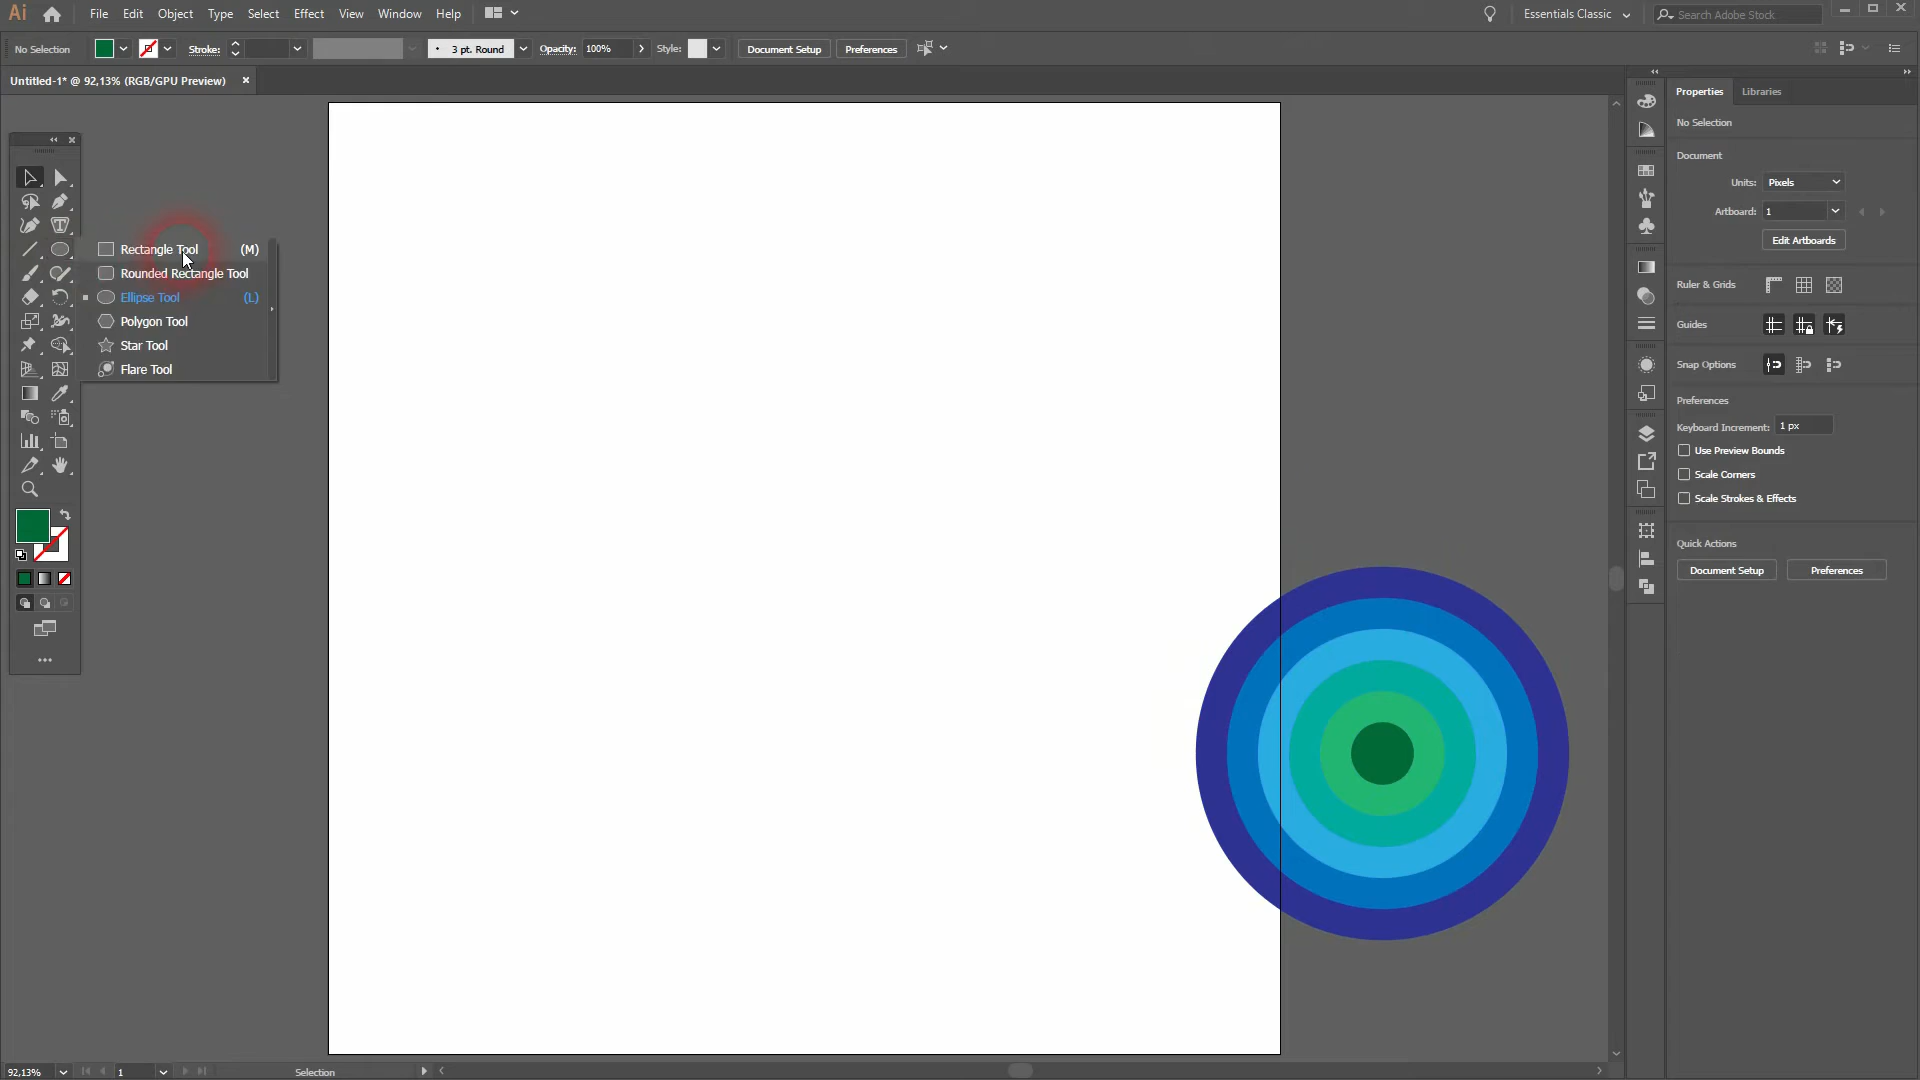 Ai File Edit Object Type Select Effect View Window Help Essentials Classic Search Adobe Stock
No Selection Stroke: 3 pt. Round Opacity: 100% Style: Document Setup Preferences
Untitled-1* @ 92,13% (RGB/GPU Preview)
Properties Libraries
No Selection
Document
Units: Pixels
Artboard: 1
Edit Artboards
Rectangle Tool (M)
Rounded Rectangle Tool
Ellipse Tool (L)
Polygon Tool
Star Tool
Flare Tool
Ruler & Grids
Guides
Snap Options
Preferences
Keyboard Increment: 1 px
Use Preview Bounds
Scale Corners
Scale Strokes & Effects
Quick Actions
Document Setup Preferences
92,13% 1 Selection